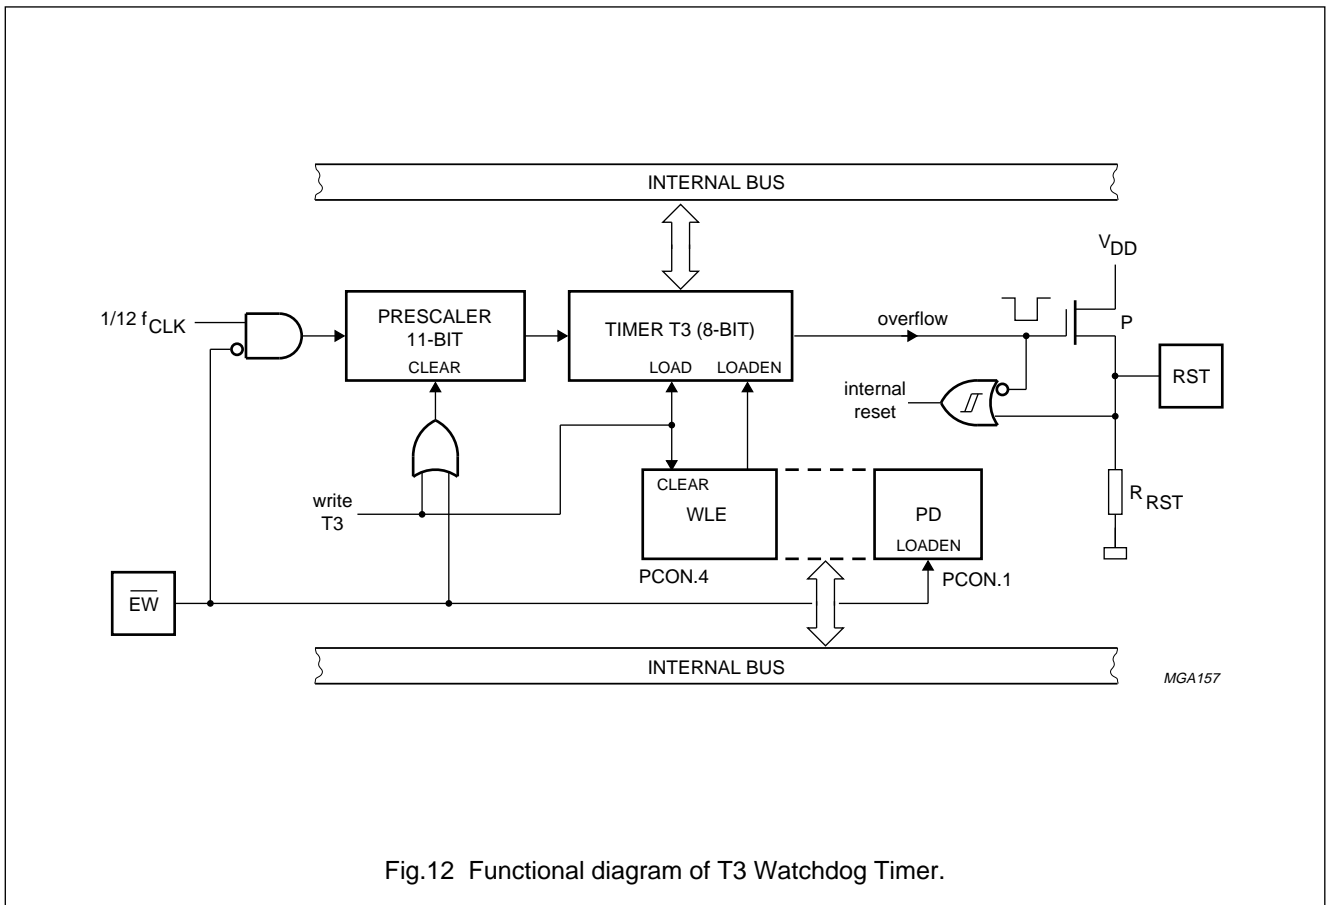 INTERNAL BUS
VDD
1/12 fCLK
PRESCALER
11-BIT
CLEAR
TIMER T3 (8-BIT)
LOAD
LOADEN
overflow
P
RST
internal
reset
write
T3
CLEAR
WLE
PD
LOADEN
RRST
PCON.4
PCON.1
EW
INTERNAL BUS
MGA157
Fig.12 Functional diagram of T3 Watchdog Timer.